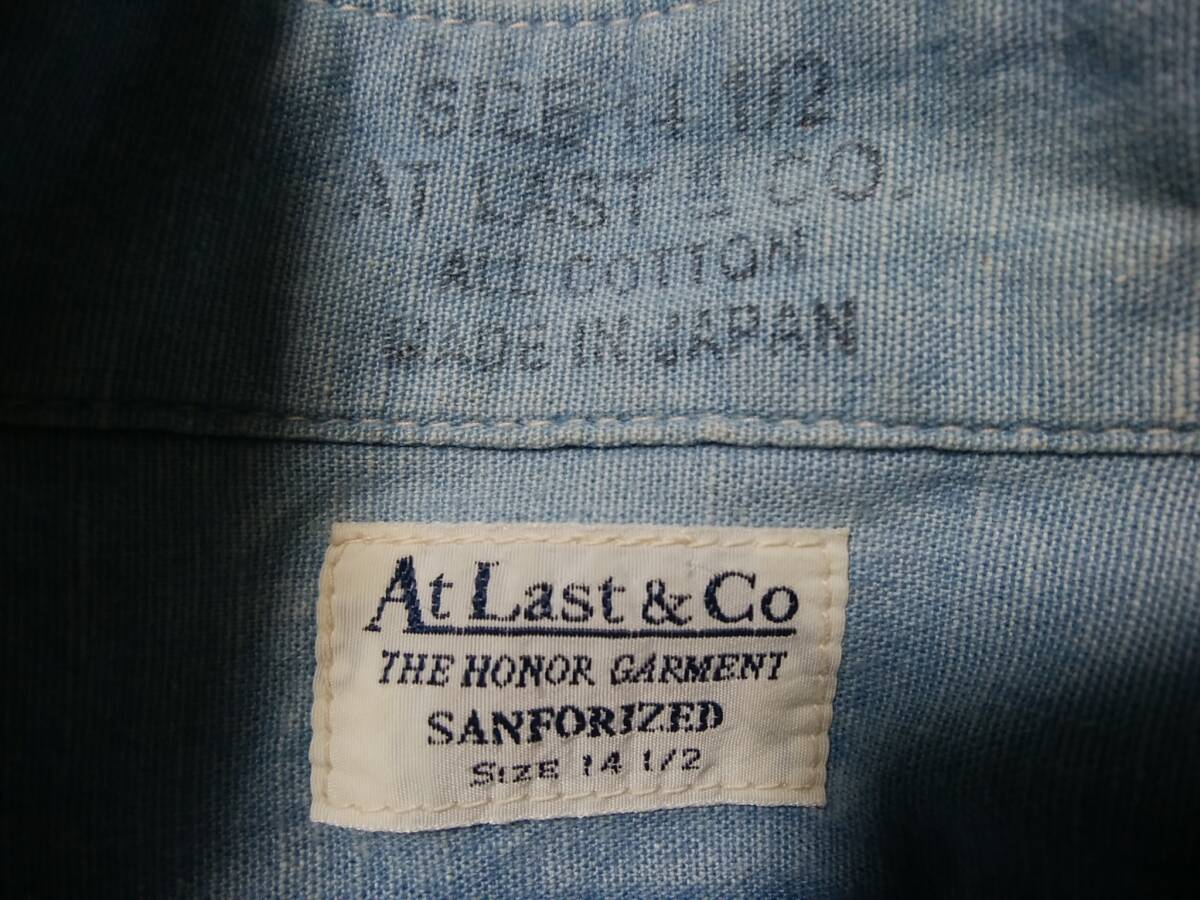 SIZE 14 1/2
AT LAST & CO.
ALL COTTON
MADE IN JAPAN
At Last & Co
THE HONOR GARMENT
SANFORIZED
SIZE 14 1/2